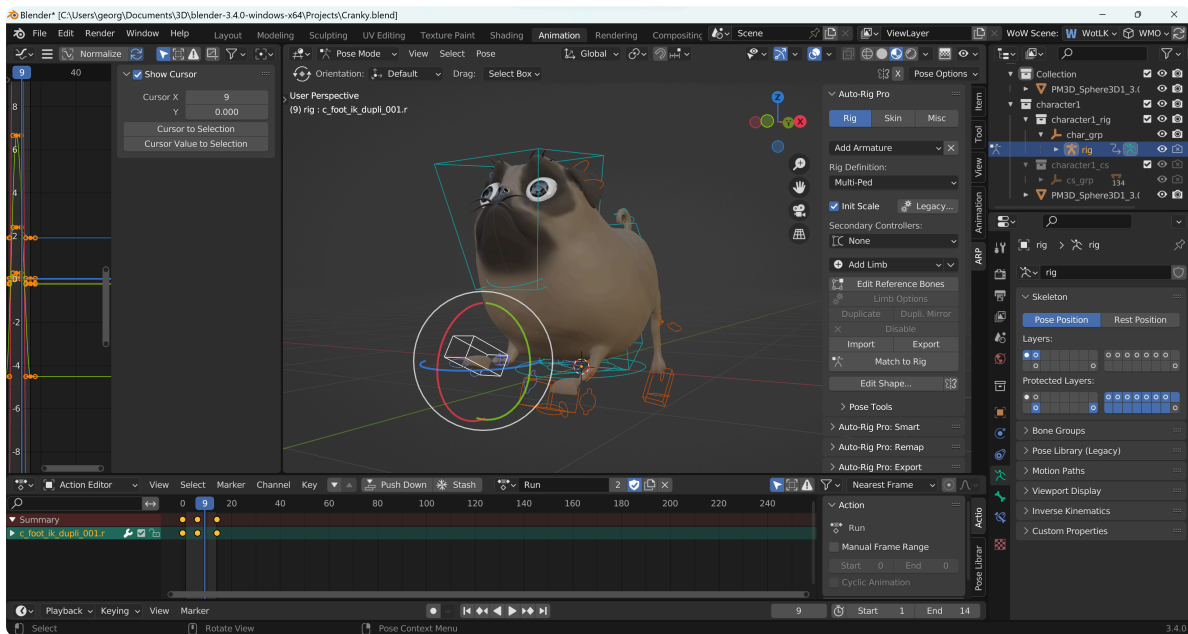 Blender* [C:\Users\georg\Documents\3D\blender-3.4.0-windows-x64\Projects\Cranky.blend]
File Edit Render Window Help Layout Modeling Sculpting UV Editing Texture Paint Shading Animation Rendering Compositing Scene ViewLayer WoW Scene: WotLK WMO
Normalize Pose Mode View Select Pose Global
Orientation: Default Drag: Select Box X Pose Options
9 40
Show Cursor
Cursor X 9
Y 0.000
Cursor to Selection
Cursor Value to Selection
8
4
2
0
-2
-6
-8
User Perspective
(9) rig : c_foot_ik_dupli_001.r
Z
Y
X
Auto-Rig Pro
Rig Skin Misc
Add Armature
Rig Definition:
Multi-Ped
Init Scale Legacy...
Secondary Controllers:
None
Add Limb
Edit Reference Bones
Limb Options
Duplicate Dupli. Mirror
Disable
Import Export
Match to Rig
Edit Shape...
Pose Tools
Auto-Rig Pro: Smart
Auto-Rig Pro: Remap
Auto-Rig Pro: Export
Item
Tool
View
Animation
ARP
Collection
PM3D_Sphere3D1_3.(
character1
character1_rig
char_grp
rig
character1_cs
cs_grp 134
PM3D_Sphere3D1_3.(
rig rig
rig
Skeleton
Pose Position Rest Position
Layers:
Protected Layers:
Bone Groups
Pose Library (Legacy)
Motion Paths
Viewport Display
Inverse Kinematics
Custom Properties
Action Editor View Select Marker Channel Key Push Down Stash Run 2 Nearest Frame
0 9 20 40 60 80 100 120 140 160 180 200 220 240
Summary
c_foot_ik_dupli_001.r
Action
Run
Manual Frame Range
Start 0 End 0
Cyclic Animation
Actio
Pose Librar
Playback Keying View Marker 9 Start 1 End 14
Select Rotate View Pose Context Menu 3.4.0